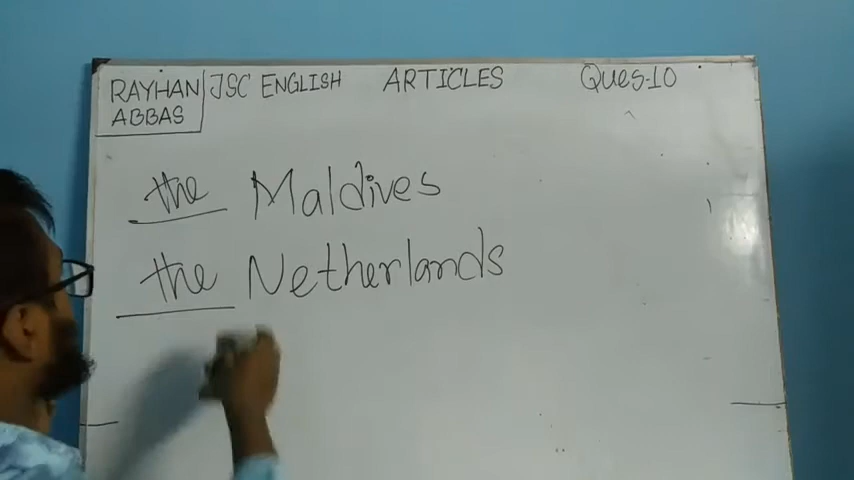 RAYHAN ABBAS JSC ENGLISH ARTICLES Ques-10
the Maldives
the Netherlands